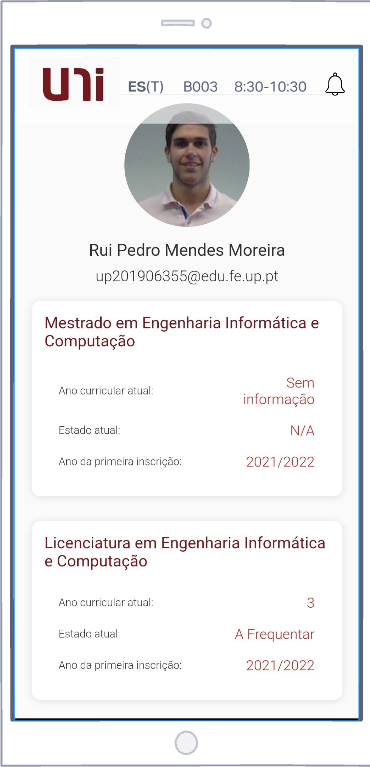 uni ES(T) B003 8:30-10:30
Rui Pedro Mendes Moreira
up201906355@edu.fe.up.pt
Mestrado em Engenharia Informática e
Computação
Ano curricular atual: Sem
informação
Estado atual: N/A
Ano da primeira inscrição: 2021/2022
Licenciatura em Engenharia Informática
e Computação
Ano curricular atual: 3
Estado atual: A Frequentar
Ano da primeira inscrição: 2021/2022